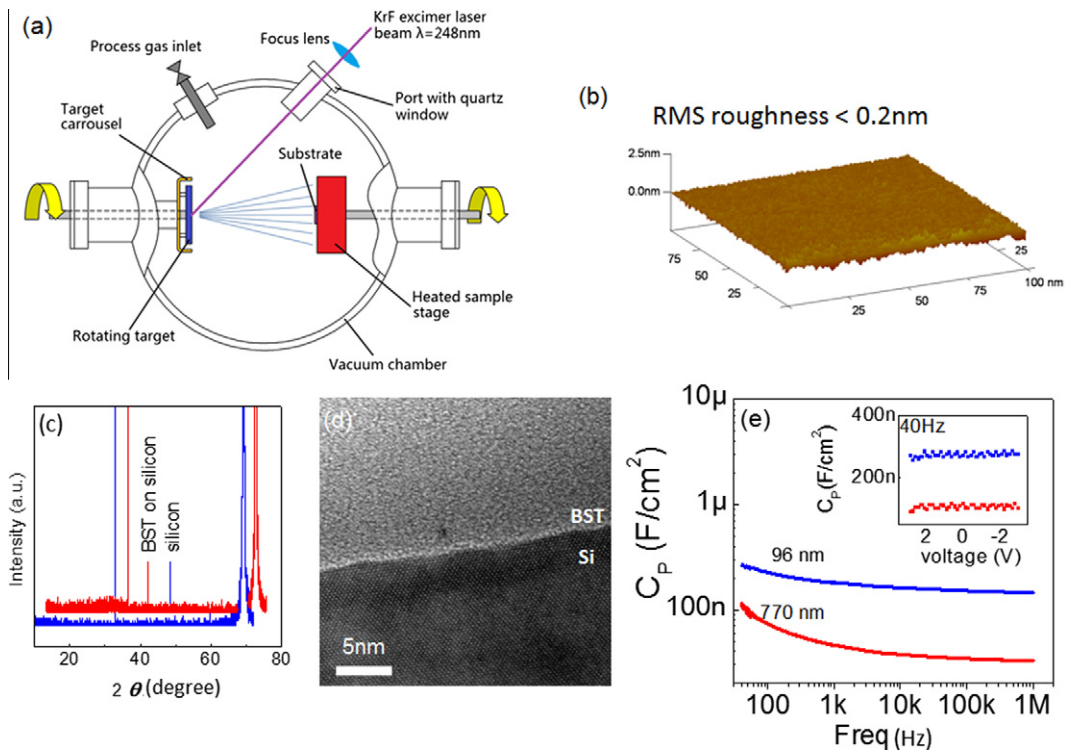 (a)
KrF excimer laser
beam λ=248nm
Focus lens
Process gas inlet
Port with quartz
window
Target
carrousel
Substrate
Heated sample
stage
Rotating target
Vacuum chamber
(b)
RMS roughness < 0.2nm
2.5nm
0.0nm
75
50
25
25
50
75
100 nm
25
(c)
Intensity (a.u.)
BST on silicon
silicon
20
40
60
80
2 θ.(degree)
(d)
BST
Si
5nm
(e)
10µ
1µ
100n
C_P (F/cm²)
40Hz
400n
200n
C_P(F/cm²)
2
0
-2
voltage (V)
96 nm
770 nm
100
1k
10k
100k
1M
Freq (Hz)